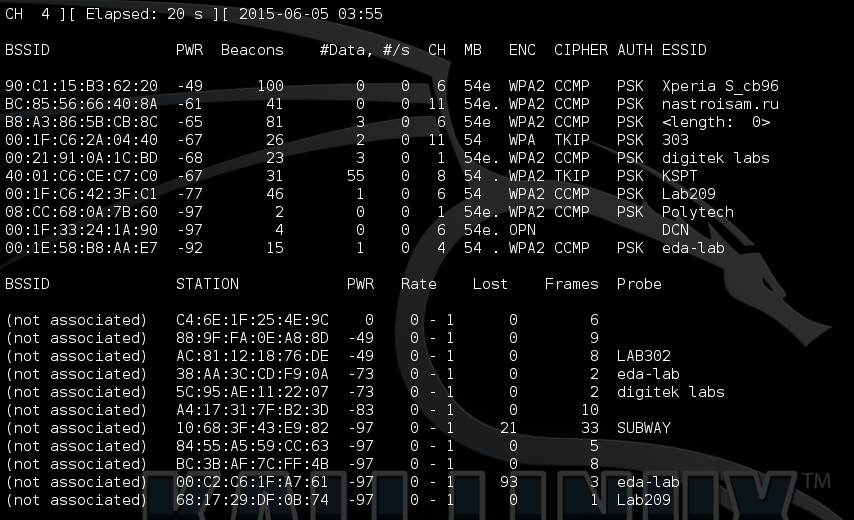 CH  4 ][ Elapsed: 20 s ][ 2015-06-05 03:55
BSSID              PWR  Beacons    #Data, #/s  CH  MB   ENC  CIPHER AUTH ESSID
90:C1:15:B3:62:20  -49      100        0    0   6  54e  WPA2 CCMP   PSK  Xperia S_cb96
BC:85:56:66:40:8A  -61       41        0    0  11  54e. WPA2 CCMP   PSK  nastroisam.ru
B8:A3:86:5B:CB:8C  -65       81        3    0   6  54e  WPA2 CCMP   PSK  <length:  0>
00:1F:C6:2A:04:40  -67       26        2    0  11  54   WPA  TKIP   PSK  303
00:21:91:0A:1C:BD  -68       23        3    0   1  54e. WPA2 CCMP   PSK  digitek labs
40:01:C6:CE:C7:C0  -67       31       55    0   8  54 . WPA2 TKIP   PSK  KSPT
00:1F:C6:42:3F:C1  -77       46        1    0   6  54   WPA2 CCMP   PSK  Lab209
08:CC:68:0A:7B:60  -97        2        0    0   1  54e. WPA2 CCMP   PSK  Polytech
00:1F:33:24:1A:90  -97        4        0    0   6  54e. OPN              DCN
00:1E:58:B8:AA:E7  -92       15        1    0   4  54 . WPA2 CCMP   PSK  eda-lab
BSSID              STATION            PWR   Rate    Lost    Frames  Probe
(not associated)   C4:6E:1F:25:4E:9C    0    0 - 1      0        6
(not associated)   88:9F:FA:0E:A8:8D  -49    0 - 1      0        9
(not associated)   AC:81:12:18:76:DE  -49    0 - 1      0        8  LAB302
(not associated)   38:AA:3C:CD:F9:0A  -73    0 - 1      0        2  eda-lab
(not associated)   5C:95:AE:11:22:07  -73    0 - 1      0        2  digitek labs
(not associated)   A4:17:31:7F:B2:3D  -83    0 - 1      0       10
(not associated)   10:68:3F:43:E9:82  -97    0 - 1     21       33  SUBWAY
(not associated)   84:55:A5:59:CC:63  -97    0 - 1      0        5
(not associated)   BC:3B:AF:7C:FF:4B  -97    0 - 1      0        8
(not associated)   00:C2:C6:1F:A7:61  -97    0 - 1     93        3  eda-lab
(not associated)   68:17:29:DF:0B:74  -97    0 - 1      0        1  Lab209
KALI LINUX TM